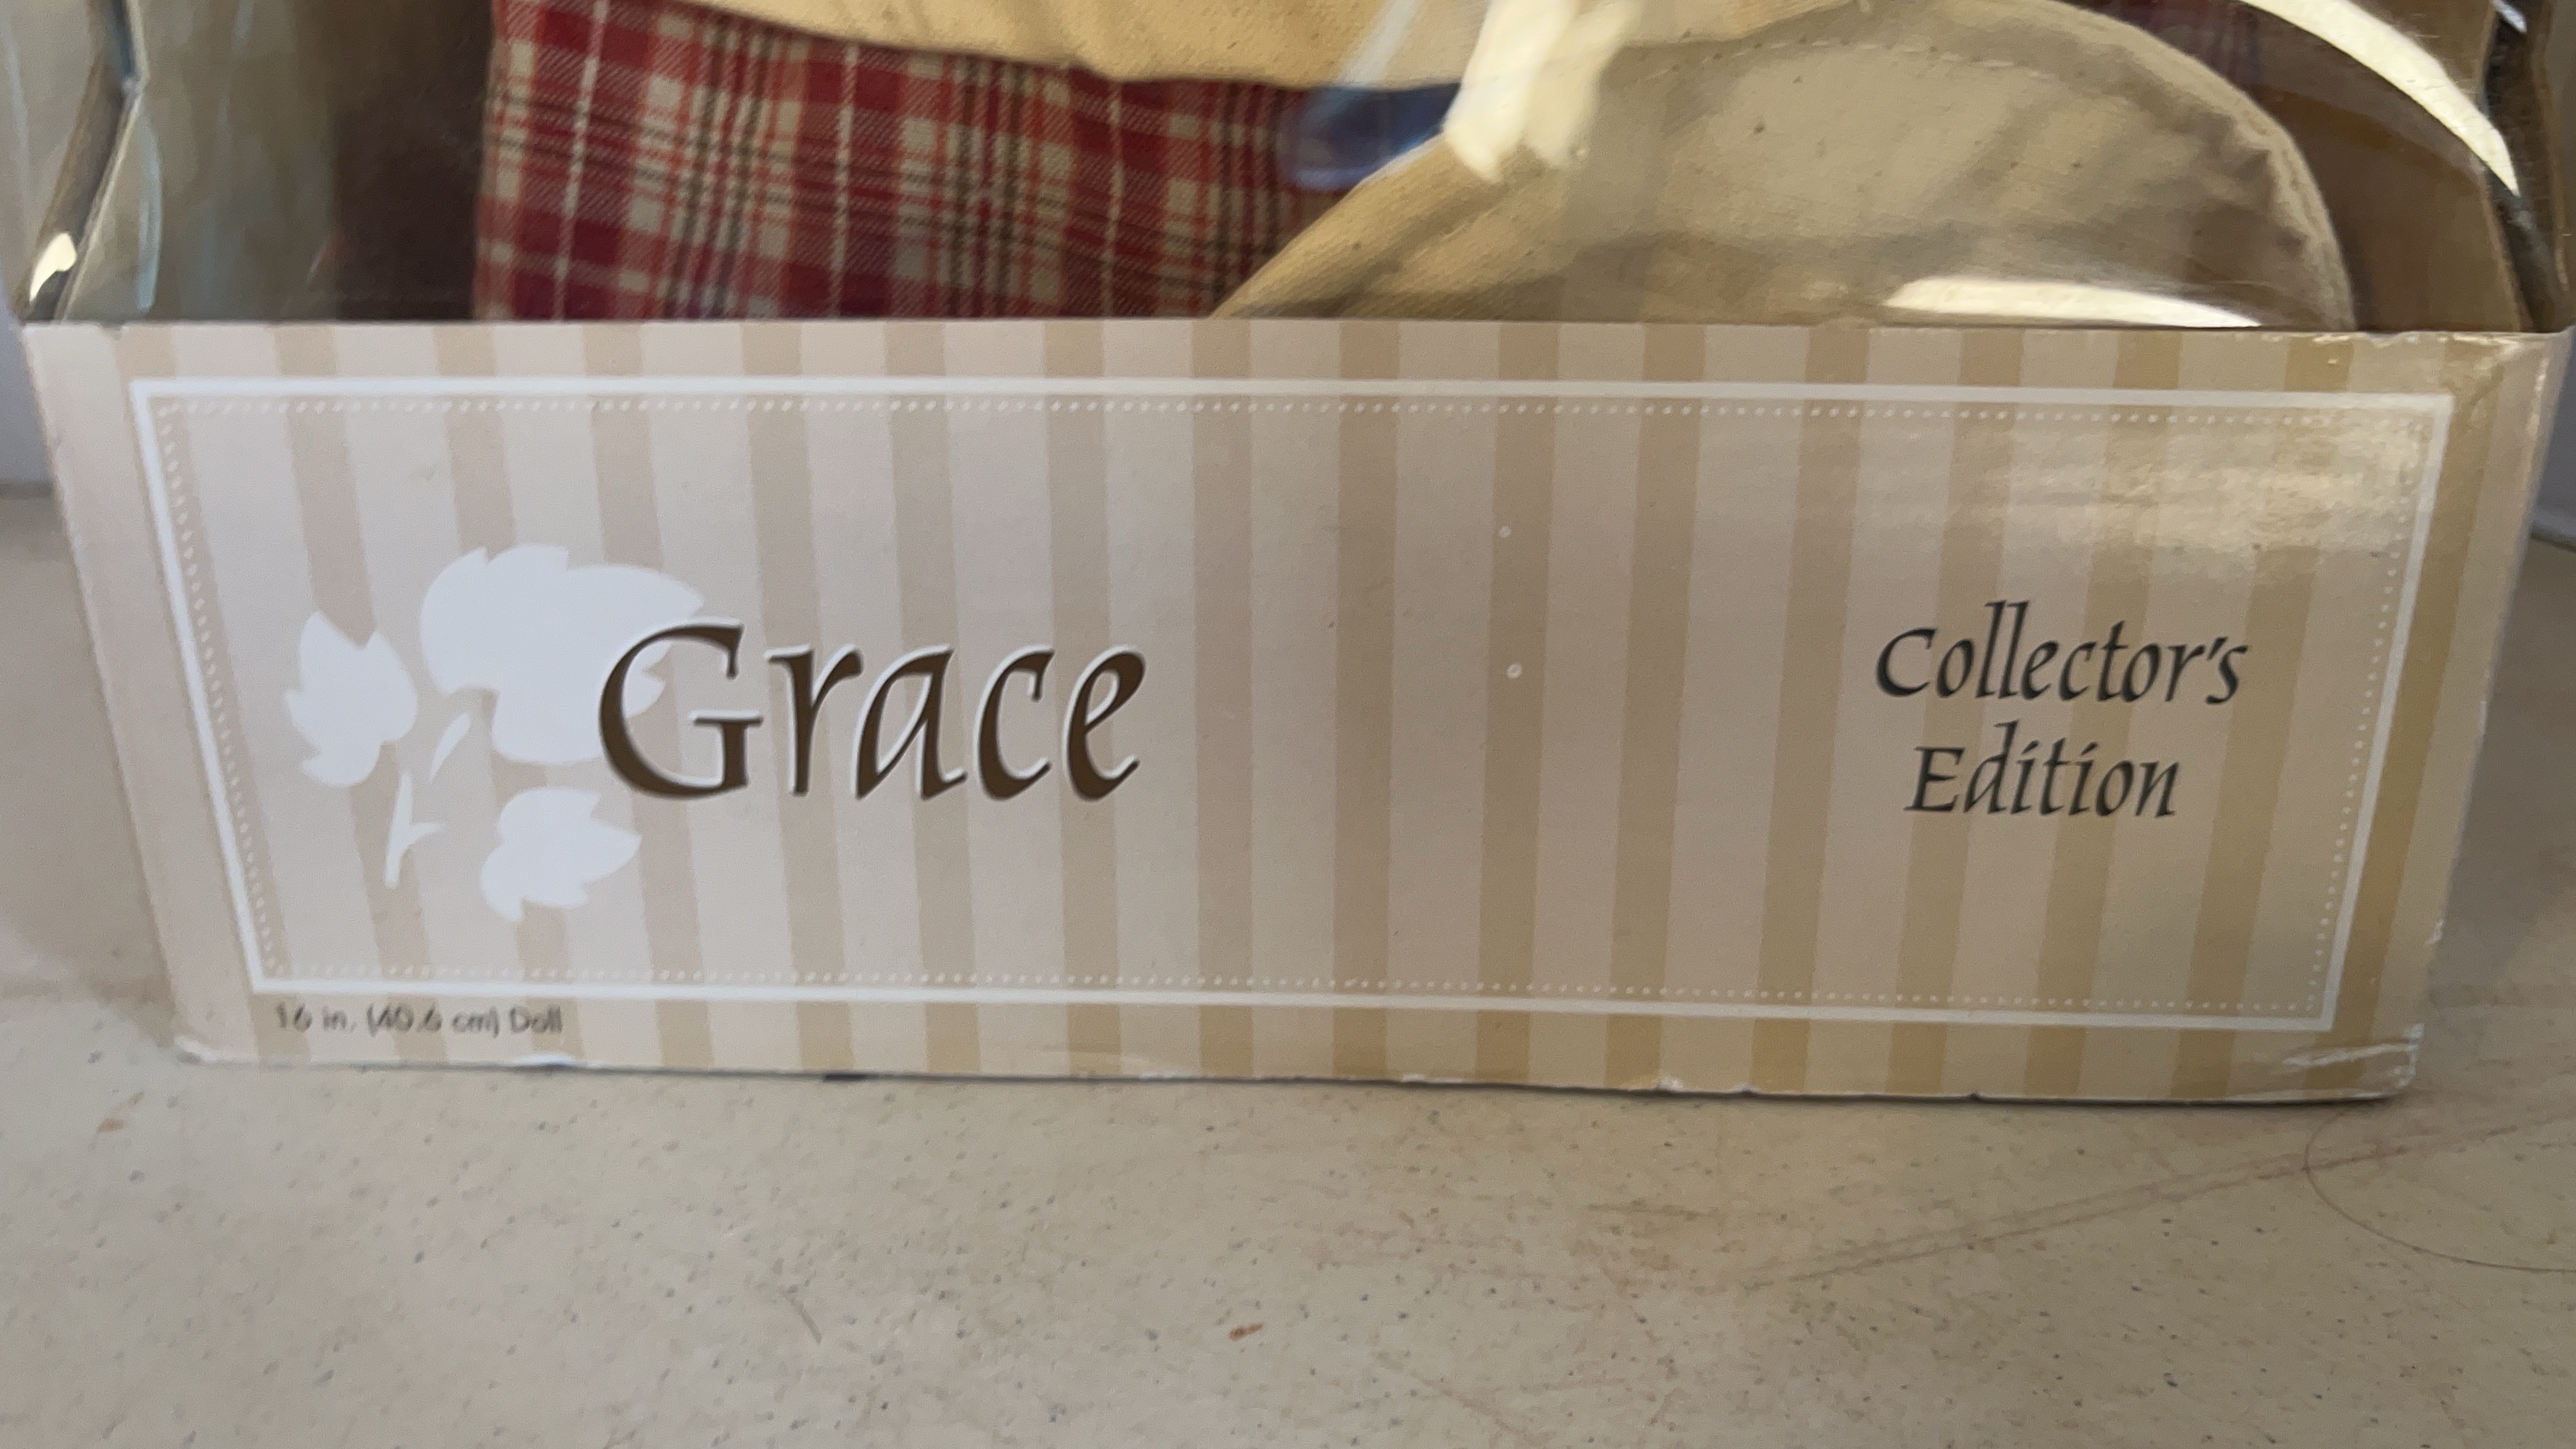 Grace
Collector's
Edition
16 in. (40.6 cm) Doll